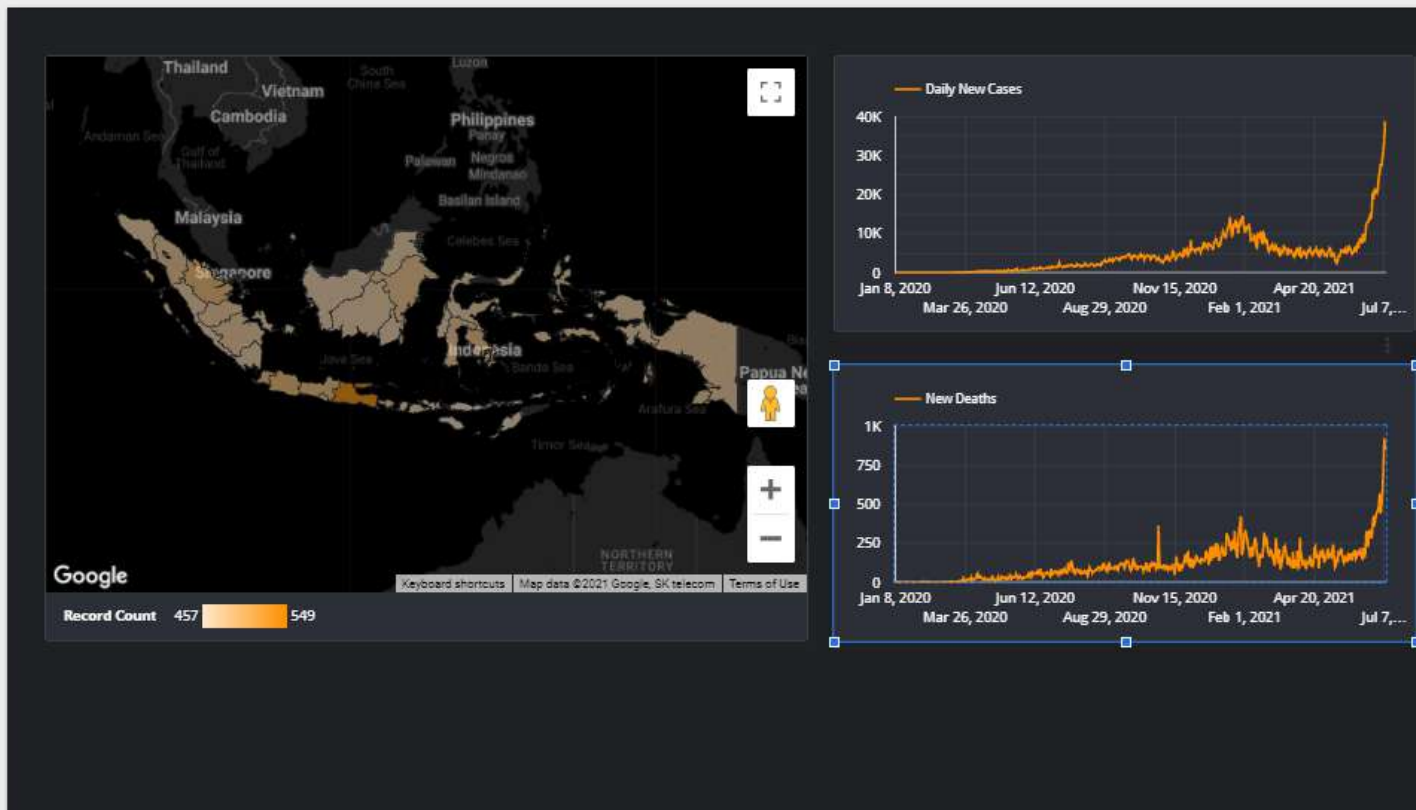 Thailand
Vietnam
Cambodia
South
China Sea
Luzon
Andaman Sea
Gulf of
Thailand
Philippines
Panay
Palawan
Negros
Mindanao
Basilan Island
Malaysia
Celebes Sea
Singapore
Java Sea
Indonesia
Banda Sea
Papua Ne
Arafura Sea
Timor Sea
NORTHERN
TERRITORY
Google
Keyboard shortcuts
Map data ©2021 Google, SK telecom
Terms of Use
Record Count 457 549
Daily New Cases
40K
30K
20K
10K
0
Jan 8, 2020 Jun 12, 2020 Nov 15, 2020 Apr 20, 2021
Mar 26, 2020 Aug 29, 2020 Feb 1, 2021 Jul 7,...
New Deaths
1K
750
500
250
0
Jan 8, 2020 Jun 12, 2020 Nov 15, 2020 Apr 20, 2021
Mar 26, 2020 Aug 29, 2020 Feb 1, 2021 Jul 7,...